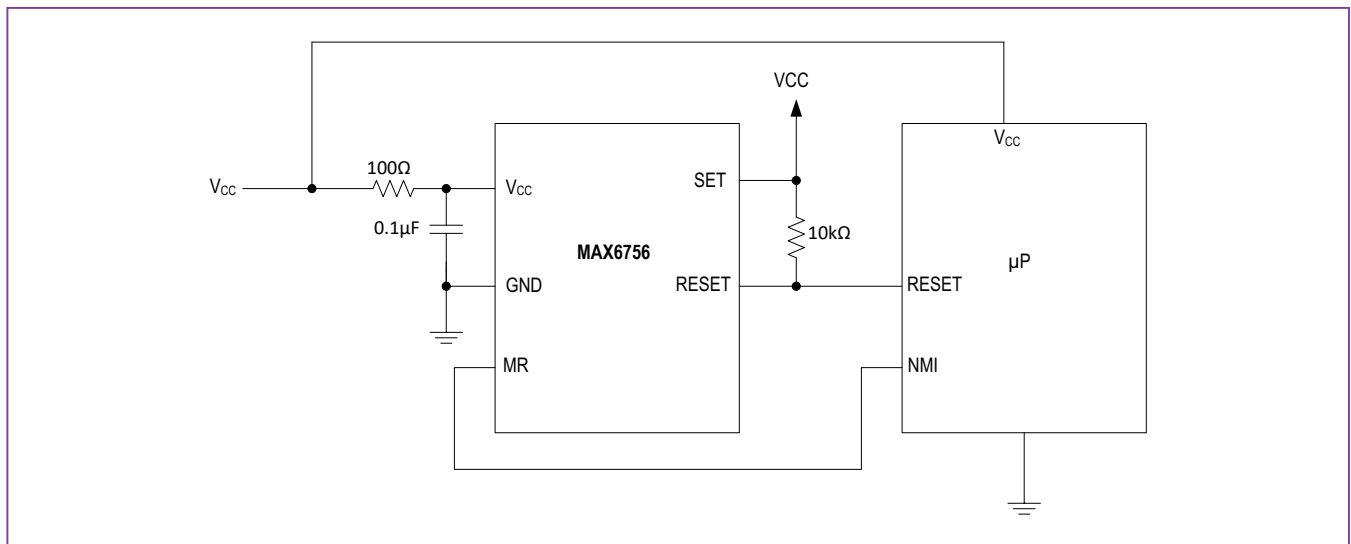 VCC
VCC
100Ω
VCC
VCC
SET
0.1µF
10kΩ
MAX6756
µP
GND
RESET
RESET
MR
NMI